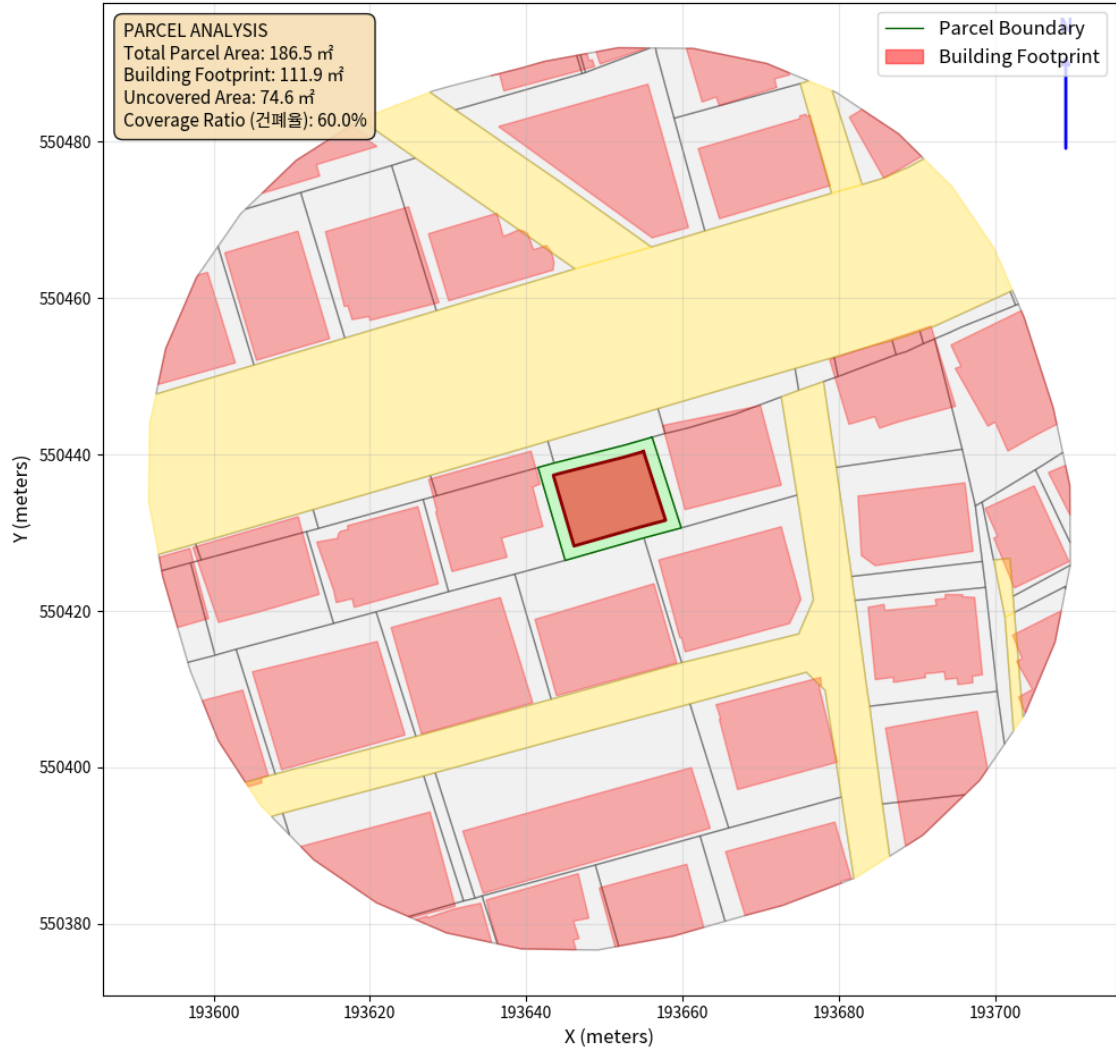 PARCEL ANALYSIS
Total Parcel Area: 186.5 ㎡
Building Footprint: 111.9 ㎡
Uncovered Area: 74.6 ㎡
Coverage Ratio (건폐율): 60.0%
Parcel Boundary
Building Footprint
N
550480
550460
550440
550420
550400
550380
Y (meters)
193600
193620
193640
193660
193680
193700
X (meters)